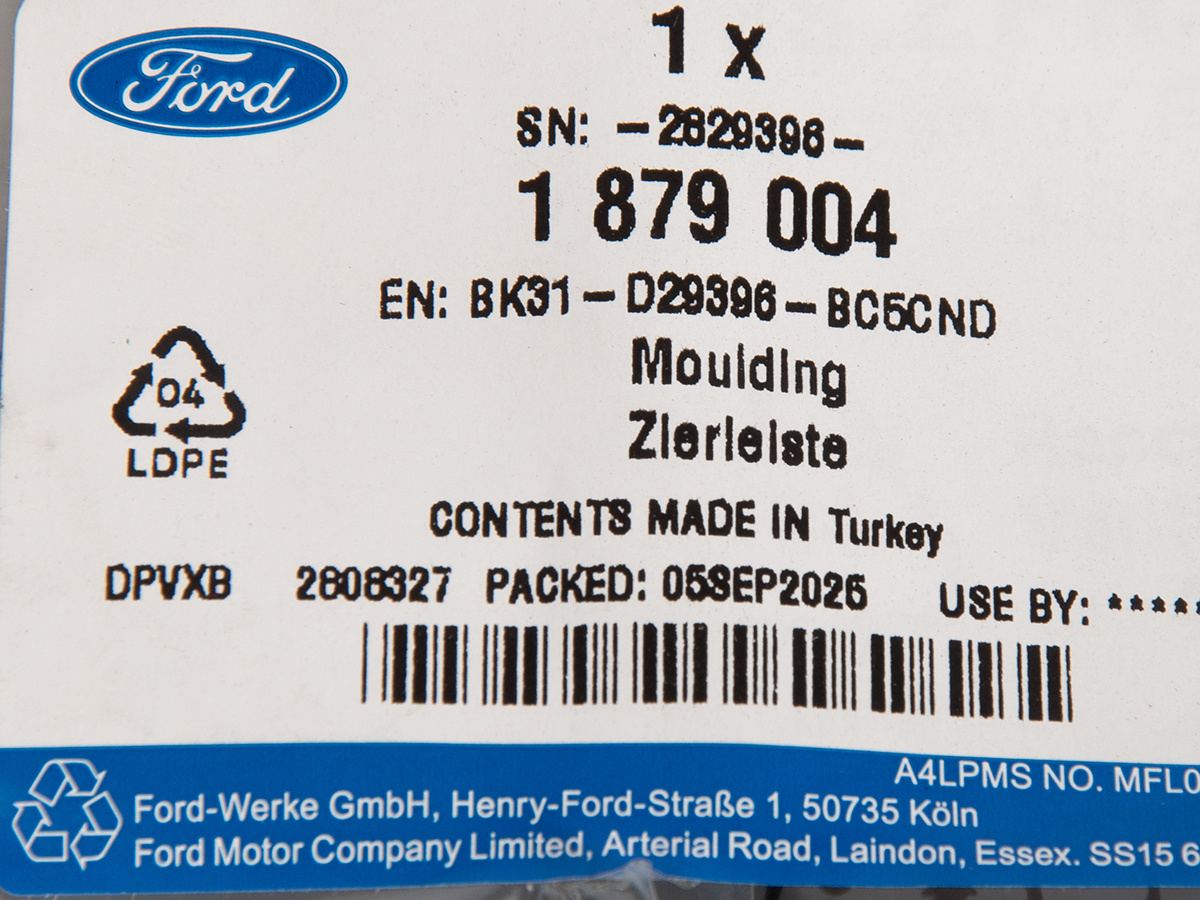 Ford
1 x
SN: -2629396-
1 879 004
EN: BK31-D29396-BC5CND
Moulding
Zierleiste
04
LDPE
CONTENTS MADE IN Turkey
DPVXB 2608327 PACKED: 05SEP2025 USE BY: *****
A4LPMS NO. MFL0
Ford-Werke GmbH, Henry-Ford-Straße 1, 50735 Köln
Ford Motor Company Limited, Arterial Road, Laindon, Essex. SS15 6